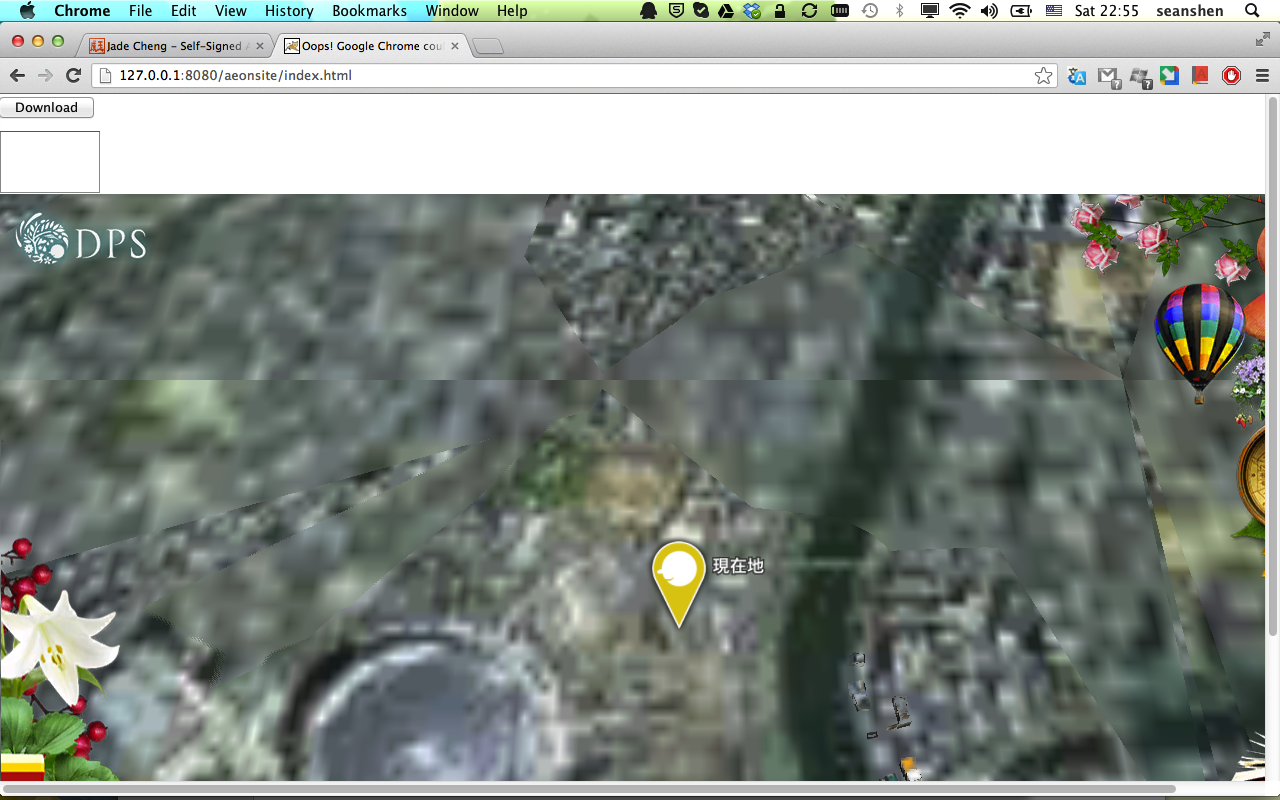 Chrome File Edit View History Bookmarks Window Help Sat 22:55 seanshen
Jade Cheng – Self-Signed A Oops! Google Chrome coul
127.0.0.1:8080/aeonsite/index.html
Download
DPS
現在地